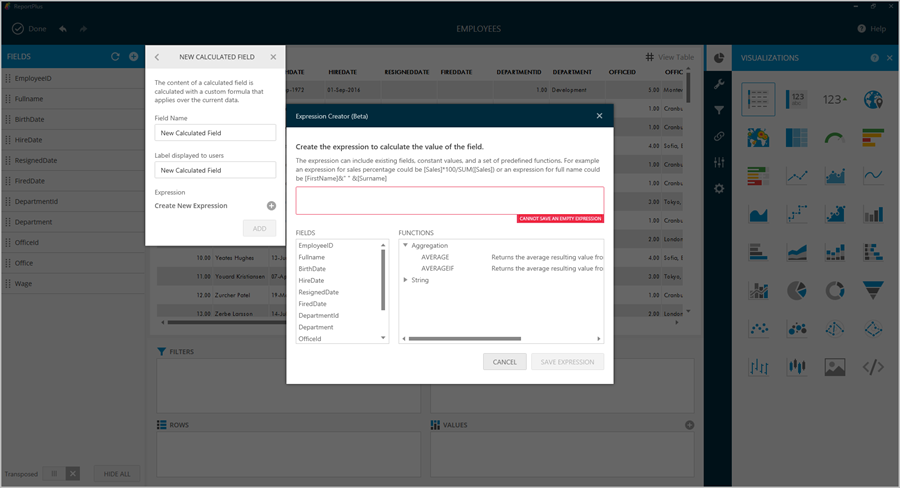 ReportPlus
Done
EMPLOYEES
Help
FIELDS
EmployeeID
Fullname
BirthDate
HireDate
ResignedDate
FiredDate
DepartmentId
Department
OfficeId
Office
Wage
Transposed
HIDE ALL
NEW CALCULATED FIELD
The content of a calculated field is
calculated with a custom formula that
applies over the current data.
Field Name
New Calculated Field
Label displayed to users
New Calculated Field
Expression
Create New Expression
ADD
View Table
HIREDATE RESIGNEDDATE FIREDDATE DEPARTMENTID DEPARTMENT OFFICEID
01-Sep-2016 1.00 Development 5.00
Expression Creator (Beta)
Create the expression to calculate the value of the field.
The expression can include existing fields, constant values, and a set of predefined functions. For example
an expression for sales percentage could be [Sales]*100/SUM([Sales]) or an expression for full name could
be [FirstName]&" " &[Surname]
CANNOT SAVE AN EMPTY EXPRESSION
FIELDS
EmployeeID
Fullname
BirthDate
HireDate
ResignedDate
FiredDate
DepartmentId
Department
OfficeId
FUNCTIONS
Aggregation
AVERAGE Returns the average resulting value fro
AVERAGEIF Returns the average resulting value fro
String
CANCEL
SAVE EXPRESSION
10.00 Yeates Hughes
11.00 Tovard Kristiansen
12.00 Zurcher Patel
13.00 Zerbe Larsson
FILTERS
ROWS
VALUES
VISUALIZATIONS
123
123